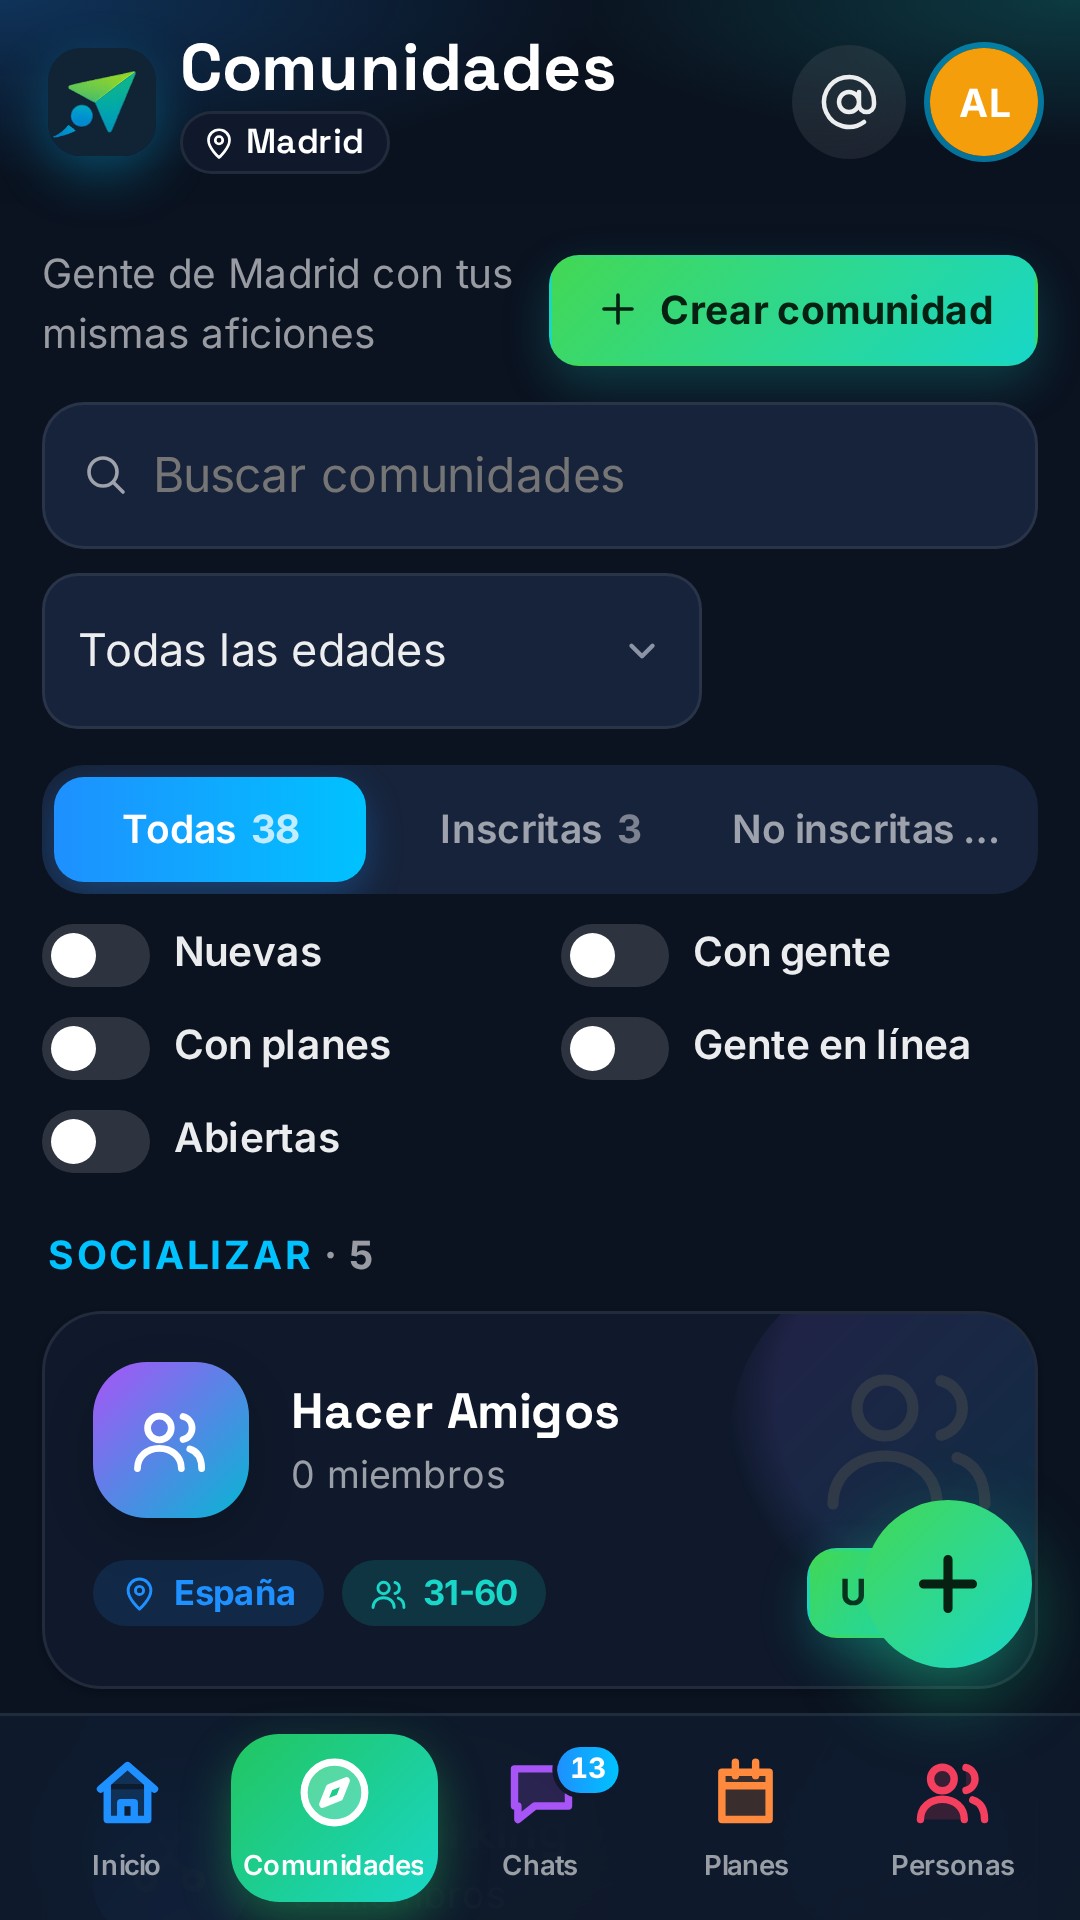 Comunidades
Madrid
AL
Gente de Madrid con tus
mismas aficiones
Crear comunidad
Buscar comunidades
Todas las edades
Todas 38
Inscritas 3
No inscritas ...
Nuevas
Con gente
Con planes
Gente en línea
Abiertas
SOCIALIZAR · 5
Hacer Amigos
0 miembros
España
31-60
U
13
Inicio
Comunidades
Chats
Planes
Personas